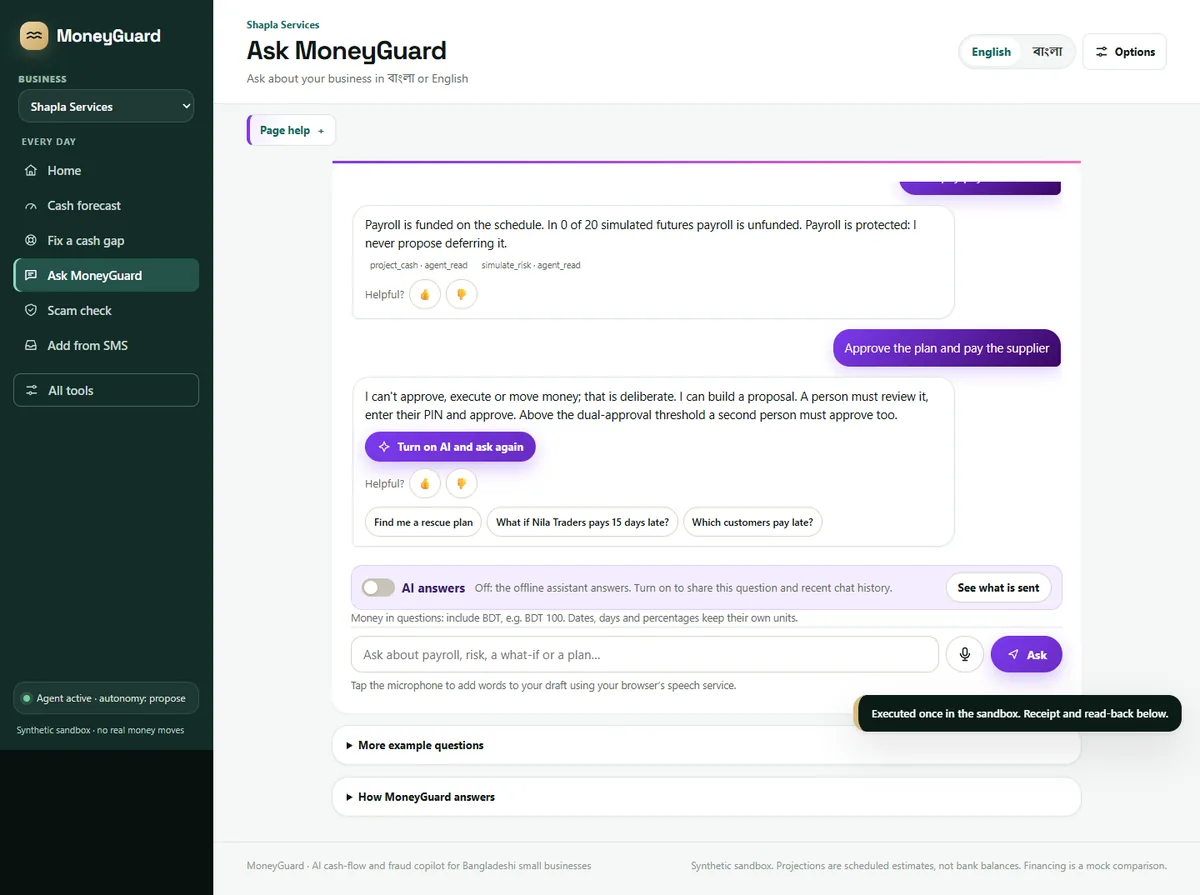 MoneyGuard
BUSINESS
Shapla Services
EVERY DAY
Home
Cash forecast
Fix a cash gap
Ask MoneyGuard
Scam check
Add from SMS
All tools
Agent active · autonomy: propose
Synthetic sandbox · no real money moves
Shapla Services
Ask MoneyGuard
Ask about your business in বাংলা or English
English
বাংলা
Options
Page help +
Payroll is funded on the schedule. In 0 of 20 simulated futures payroll is unfunded. Payroll is protected: I
never propose deferring it.
project_cash · agent_read simulate_risk · agent_read
Helpful?
Approve the plan and pay the supplier
I can't approve, execute or move money; that is deliberate. I can build a proposal. A person must review it,
enter their PIN and approve. Above the dual-approval threshold a second person must approve too.
Turn on AI and ask again
Helpful?
Find me a rescue plan
What if Nila Traders pays 15 days late?
Which customers pay late?
AI answers Off: the offline assistant answers. Turn on to share this question and recent chat history.
See what is sent
Money in questions: include BDT, e.g. BDT 100. Dates, days and percentages keep their own units.
Ask about payroll, risk, a what-if or a plan...
Ask
Tap the microphone to add words to your draft using your browser's speech service.
Executed once in the sandbox. Receipt and read-back below.
More example questions
How MoneyGuard answers
MoneyGuard · AI cash-flow and fraud copilot for Bangladeshi small businesses
Synthetic sandbox. Projections are scheduled estimates, not bank balances. Financing is a mock comparison.